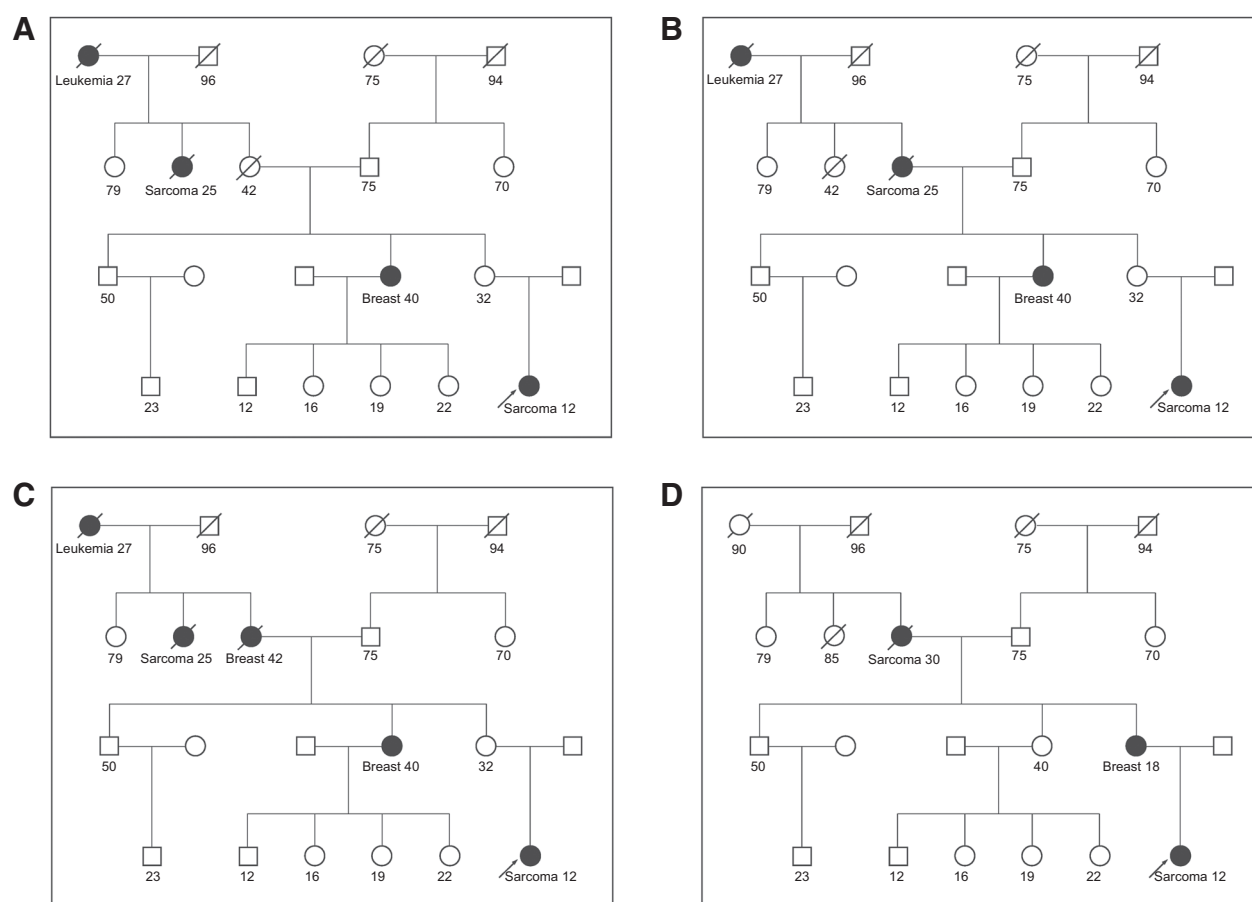 A
Leukemia 27
96
75
94
79
Sarcoma 25
42
75
70
50
Breast 40
32
23
12
16
19
22
Sarcoma 12
B
Leukemia 27
96
75
94
79
42
Sarcoma 25
75
70
50
Breast 40
32
23
12
16
19
22
Sarcoma 12
C
Leukemia 27
96
75
94
79
Sarcoma 25
Breast 42
75
70
50
Breast 40
32
23
12
16
19
22
Sarcoma 12
D
90
96
75
94
79
85
Sarcoma 30
75
70
50
40
Breast 18
23
12
16
19
22
Sarcoma 12